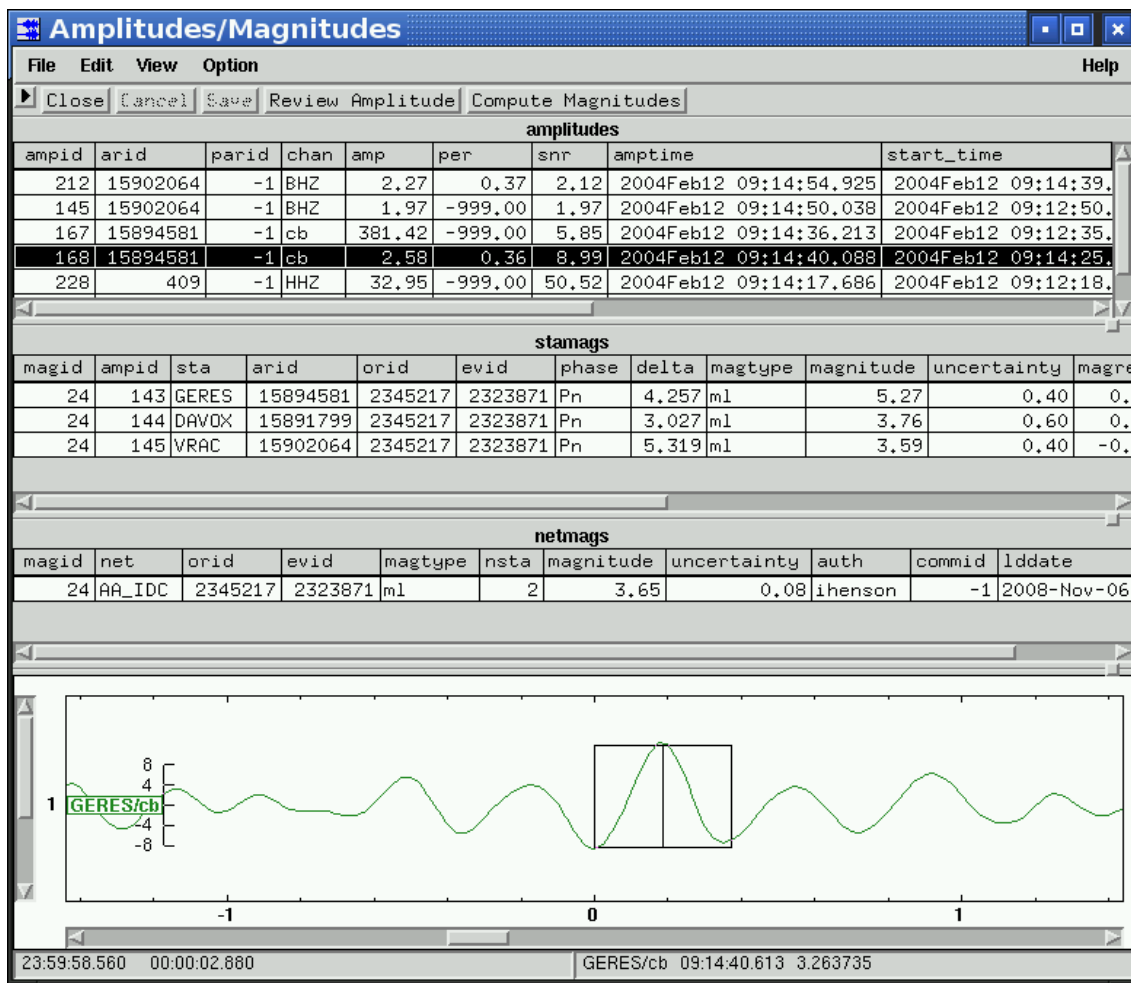 Amplitudes/Magnitudes
File Edit View Option Help
Close Cancel Save Review Amplitude Compute Magnitudes
amplitudes
ampid arid parid chan amp per snr amptime start_time
212 15902064 -1 BHZ 2.27 0.37 2.12 2004Feb12 09:14:54.925 2004Feb12 09:14:39.
145 15902064 -1 BHZ 1.97 -999.00 1.97 2004Feb12 09:14:50.038 2004Feb12 09:12:50.
167 15894581 -1 cb 381.42 -999.00 5.85 2004Feb12 09:14:36.213 2004Feb12 09:12:35.
168 15894581 -1 cb 2.58 0.36 8.99 2004Feb12 09:14:40.088 2004Feb12 09:14:25.
228 409 -1 HHZ 32.95 -999.00 50.52 2004Feb12 09:14:17.686 2004Feb12 09:12:18.
stamags
magid ampid sta arid orid evid phase delta magtype magnitude uncertainty magre
24 143 GERES 15894581 2345217 2323871 Pn 4.257 ml 5.27 0.40 0.
24 144 DAVOX 15891799 2345217 2323871 Pn 3.027 ml 3.76 0.60 0.
24 145 VRAC 15902064 2345217 2323871 Pn 5.319 ml 3.59 0.40 -0.
netmags
magid net orid evid magtype nsta magnitude uncertainty auth commid lddate
24 AA_IDC 2345217 2323871 ml 2 3.65 0.08 ihenson -1 2008-Nov-06
8
4
1 GERES/cb
-4
-8
-1 0 1
23:59:58.560 00:00:02.880 GERES/cb 09:14:40.613 3.263735